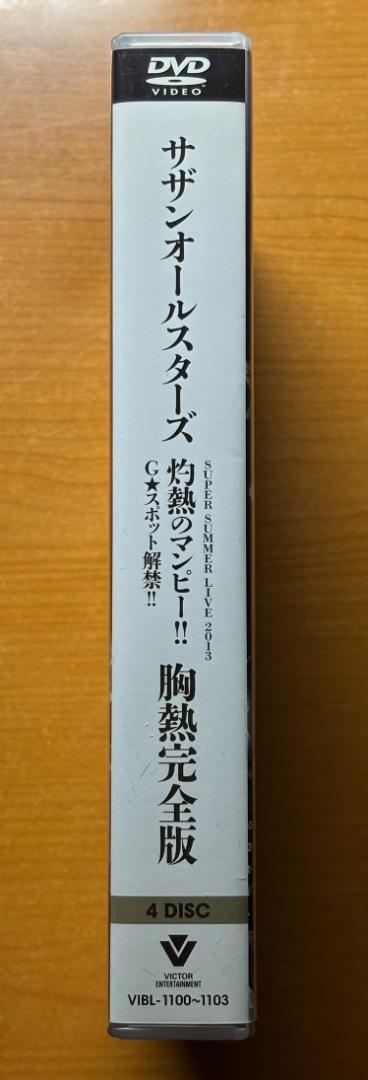 DVD
VIDEO
サザンオールスターズ
SUPER SUMMER LIVE 2013
灼熱のマンピー!!
G★スポット解禁!!
胸熱完全版
4 DISC
VICTOR
ENTERTAINMENT
VIBL-1100~1103